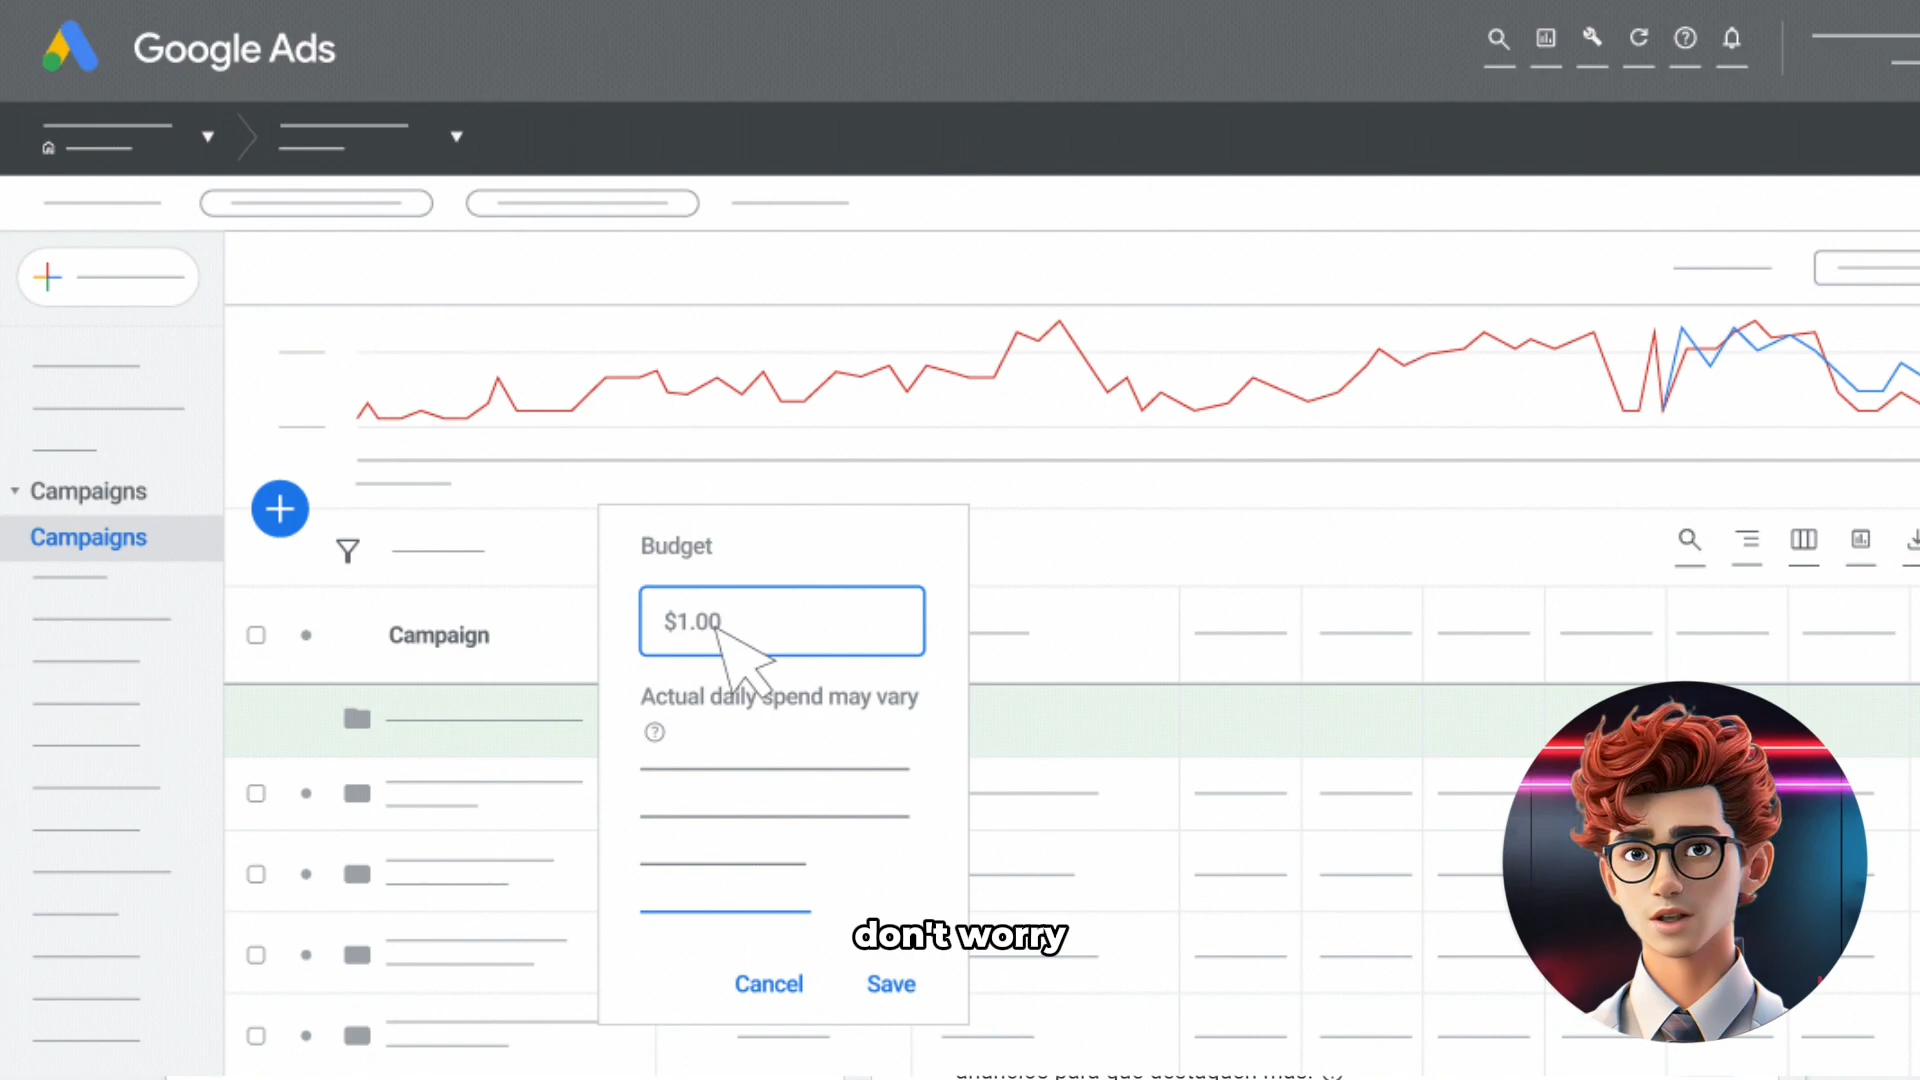 Google Ads
Campaigns
Campaigns
Budget
$1.00
Campaign
Actual daily spend may vary
don't worry
Cancel
Save